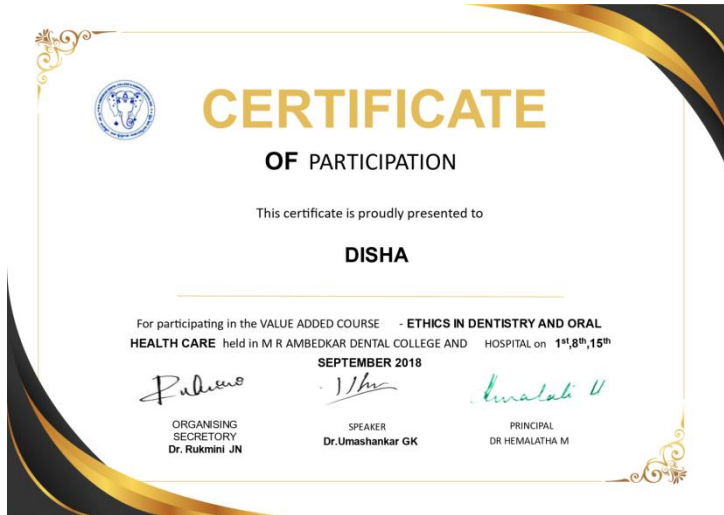 CERTIFICATE
OF PARTICIPATION
This certificate is proudly presented to
DISHA
For participating in the VALUE ADDED COURSE - ETHICS IN DENTISTRY AND ORAL
HEALTH CARE held in M R AMBEDKAR DENTAL COLLEGE AND HOSPITAL on 1st,8th,15th
SEPTEMBER 2018
ORGANISING
SECRETORY
Dr. Rukmini JN
SPEAKER
Dr.Umashankar GK
PRINCIPAL
DR HEMALATHA M